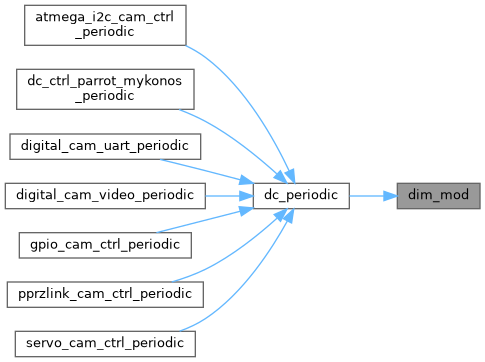 atmega_i2c_cam_ctrl
_periodic
dc_ctrl_parrot_mykonos
_periodic
digital_cam_uart_periodic
digital_cam_video_periodic
gpio_cam_ctrl_periodic
pprzlink_cam_ctrl_periodic
servo_cam_ctrl_periodic
dc_periodic
dim_mod